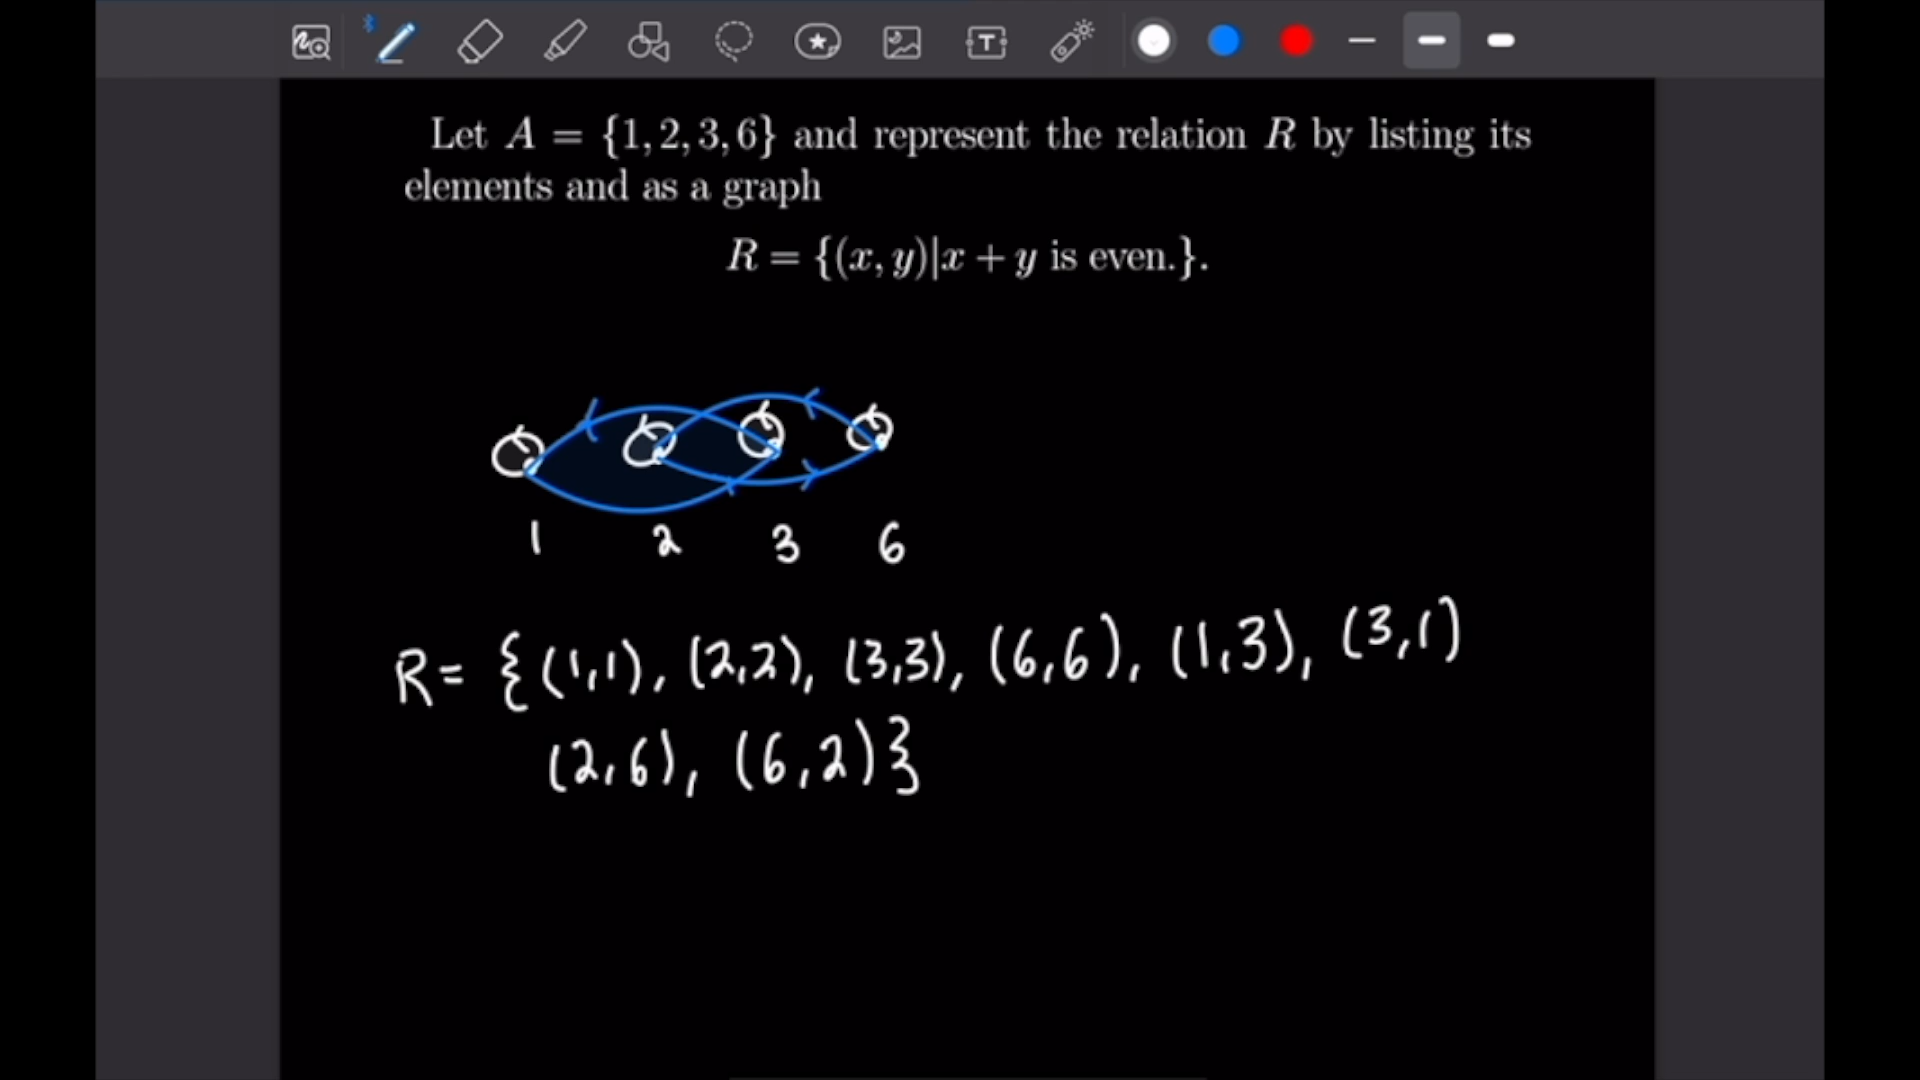 Let A = {1, 2, 3, 6} and represent the relation R by listing its
elements and as a graph
R = {(x, y)|x + y is even.}.
1 2 3 6
R = {(1,1), (2,2), (3,3), (6,6), (1,3), (3,1)
(2,6), (6,2)}